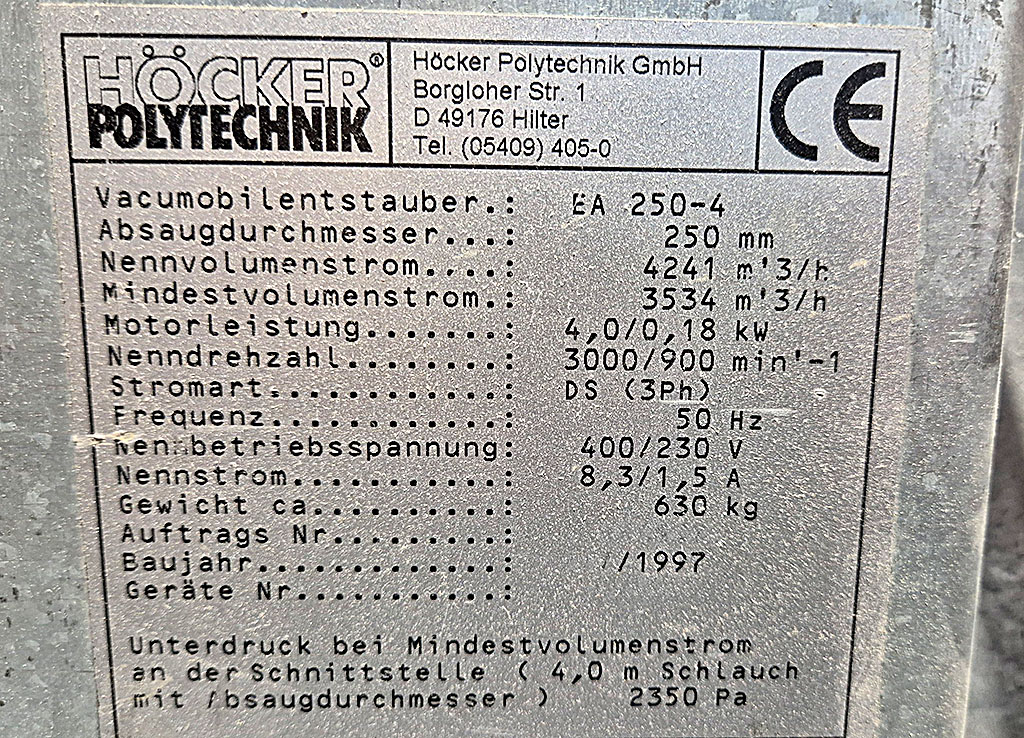 HÖCKER®
POLYTECHNIK
Höcker Polytechnik GmbH
Borgloher Str. 1
D 49176 Hilter
Tel. (05409) 405-0
CE
Vacumobilentstauber.: EA 250-4
Absaugdurchmesser...: 250 mm
Nennvolumenstrom....: 4241 m'3/h
Mindestvolumenstrom.: 3534 m'3/h
Motorleistung.......: 4,0/0,18 kW
Nenndrehzahl........: 3000/900 min'-1
Stromart............: DS (3Ph)
Frequenz............: 50 Hz
Nennbetriebsspannung: 400/230 V
Nennstrom...........: 8,3/1,5 A
Gewicht ca..........: 630 kg
Auftrags Nr.........:
Baujahr.............: /1997
Geräte Nr...........:
Unterdruck bei Mindestvolumenstrom
an der Schnittstelle ( 4,0 m Schlauch
mit Absaugdurchmesser ) 2350 Pa